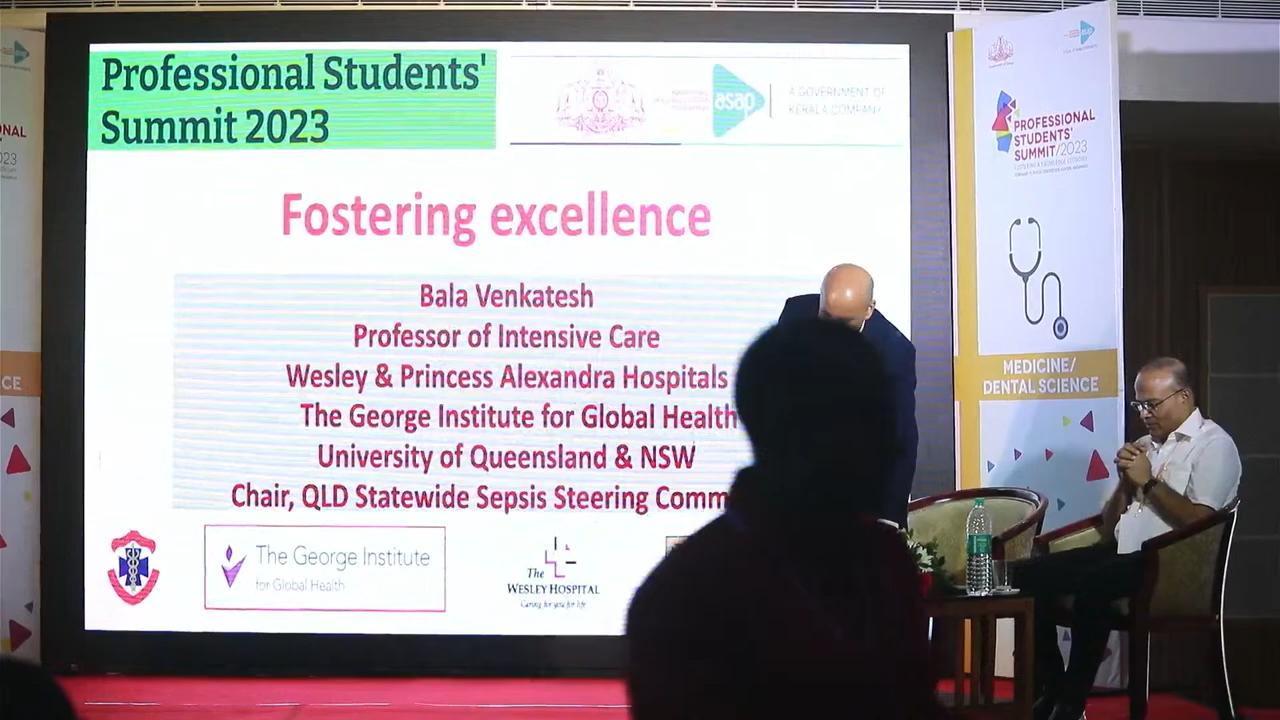 Professional Students'
Summit 2023
asap
A GOVERNMENT OF
KERALA COMPANY
Fostering excellence
Bala Venkatesh
Professor of Intensive Care
Wesley & Princess Alexandra Hospitals
The George Institute for Global Health
University of Queensland & NSW
Chair, QLD Statewide Sepsis Steering Comm
The George Institute
for Global Health
The
WESLEY HOSPITAL
Caring for you for life
PROFESSIONAL
STUDENTS'
SUMMIT/2023
MEDICINE/
DENTAL SCIENCE
NAL
023
CE